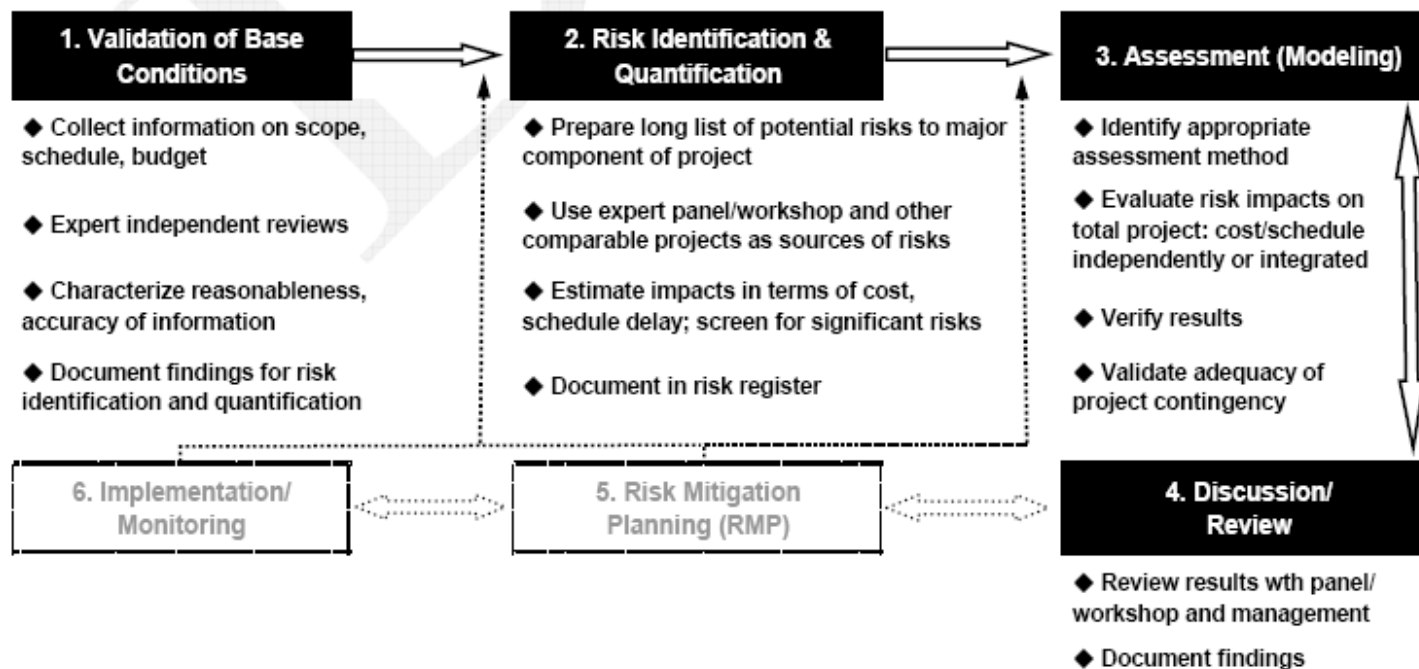 1. Validation of Base
Conditions
◆ Collect information on scope,
schedule, budget
◆ Expert independent reviews
◆ Characterize reasonableness,
accuracy of information
◆ Document findings for risk
identification and quantification
2. Risk Identification &
Quantification
◆ Prepare long list of potential risks to major
component of project
◆ Use expert panel/workshop and other
comparable projects as sources of risks
◆ Estimate impacts in terms of cost,
schedule delay; screen for significant risks
◆ Document in risk register
3. Assessment (Modeling)
◆ Identify appropriate
assessment method
◆ Evaluate risk impacts on
total project: cost/schedule
independently or integrated
◆ Verify results
◆ Validate adequacy of
project contingency
4. Discussion/
Review
◆ Review results wth panel/
workshop and management
◆ Document findings
5. Risk Mitigation
Planning (RMP)
6. Implementation/
Monitoring